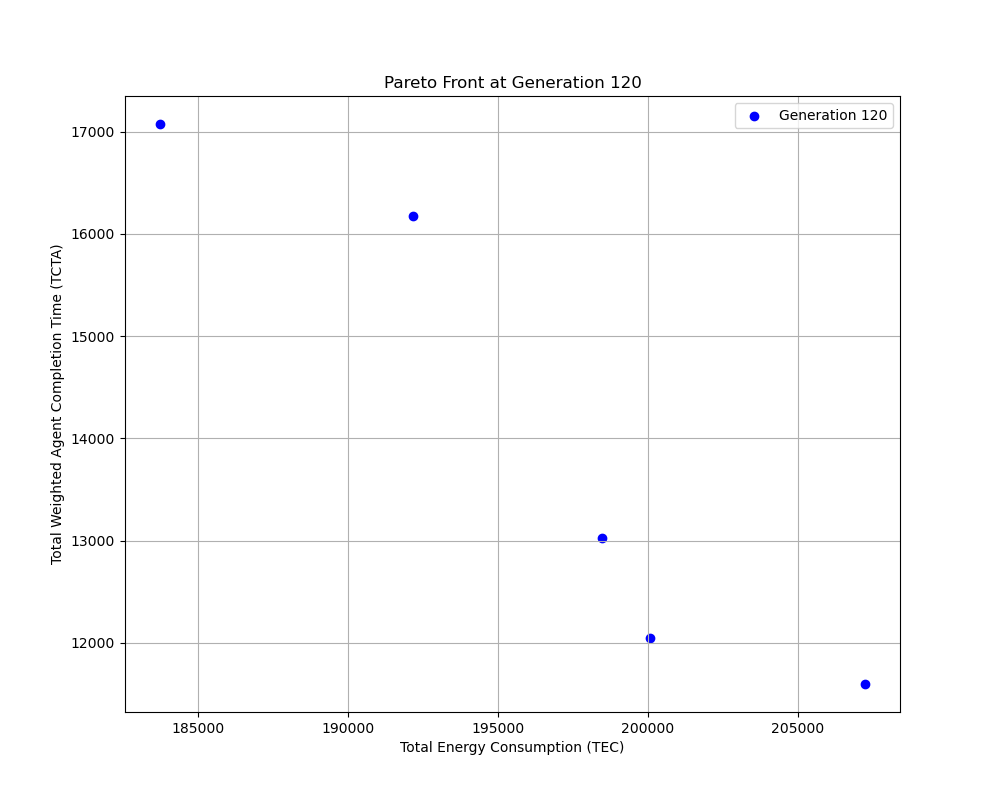 Pareto Front at Generation 120
Generation 120
Total Weighted Agent Completion Time (TCTA)
17000
16000
15000
14000
13000
12000
185000
190000
195000
200000
205000
Total Energy Consumption (TEC)